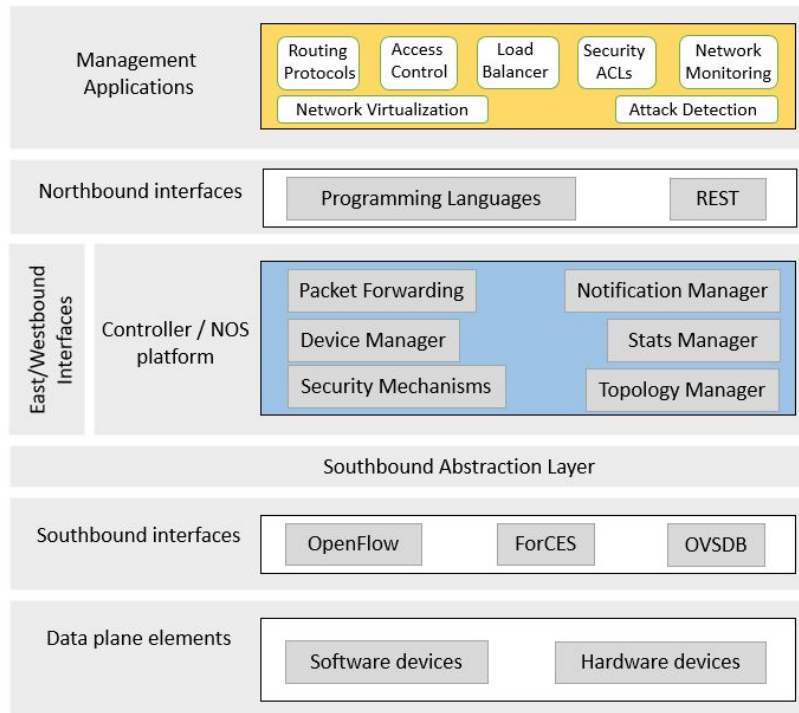 Management
Applications
Routing
Protocols
Access
Control
Load
Balancer
Security
ACLs
Network
Monitoring
Network Virtualization
Attack Detection
Northbound interfaces
Programming Languages
REST
East/Westbound
Interfaces
Controller / NOS
platform
Packet Forwarding
Notification Manager
Device Manager
Stats Manager
Security Mechanisms
Topology Manager
Southbound Abstraction Layer
Southbound interfaces
OpenFlow
ForCES
OVSDB
Data plane elements
Software devices
Hardware devices